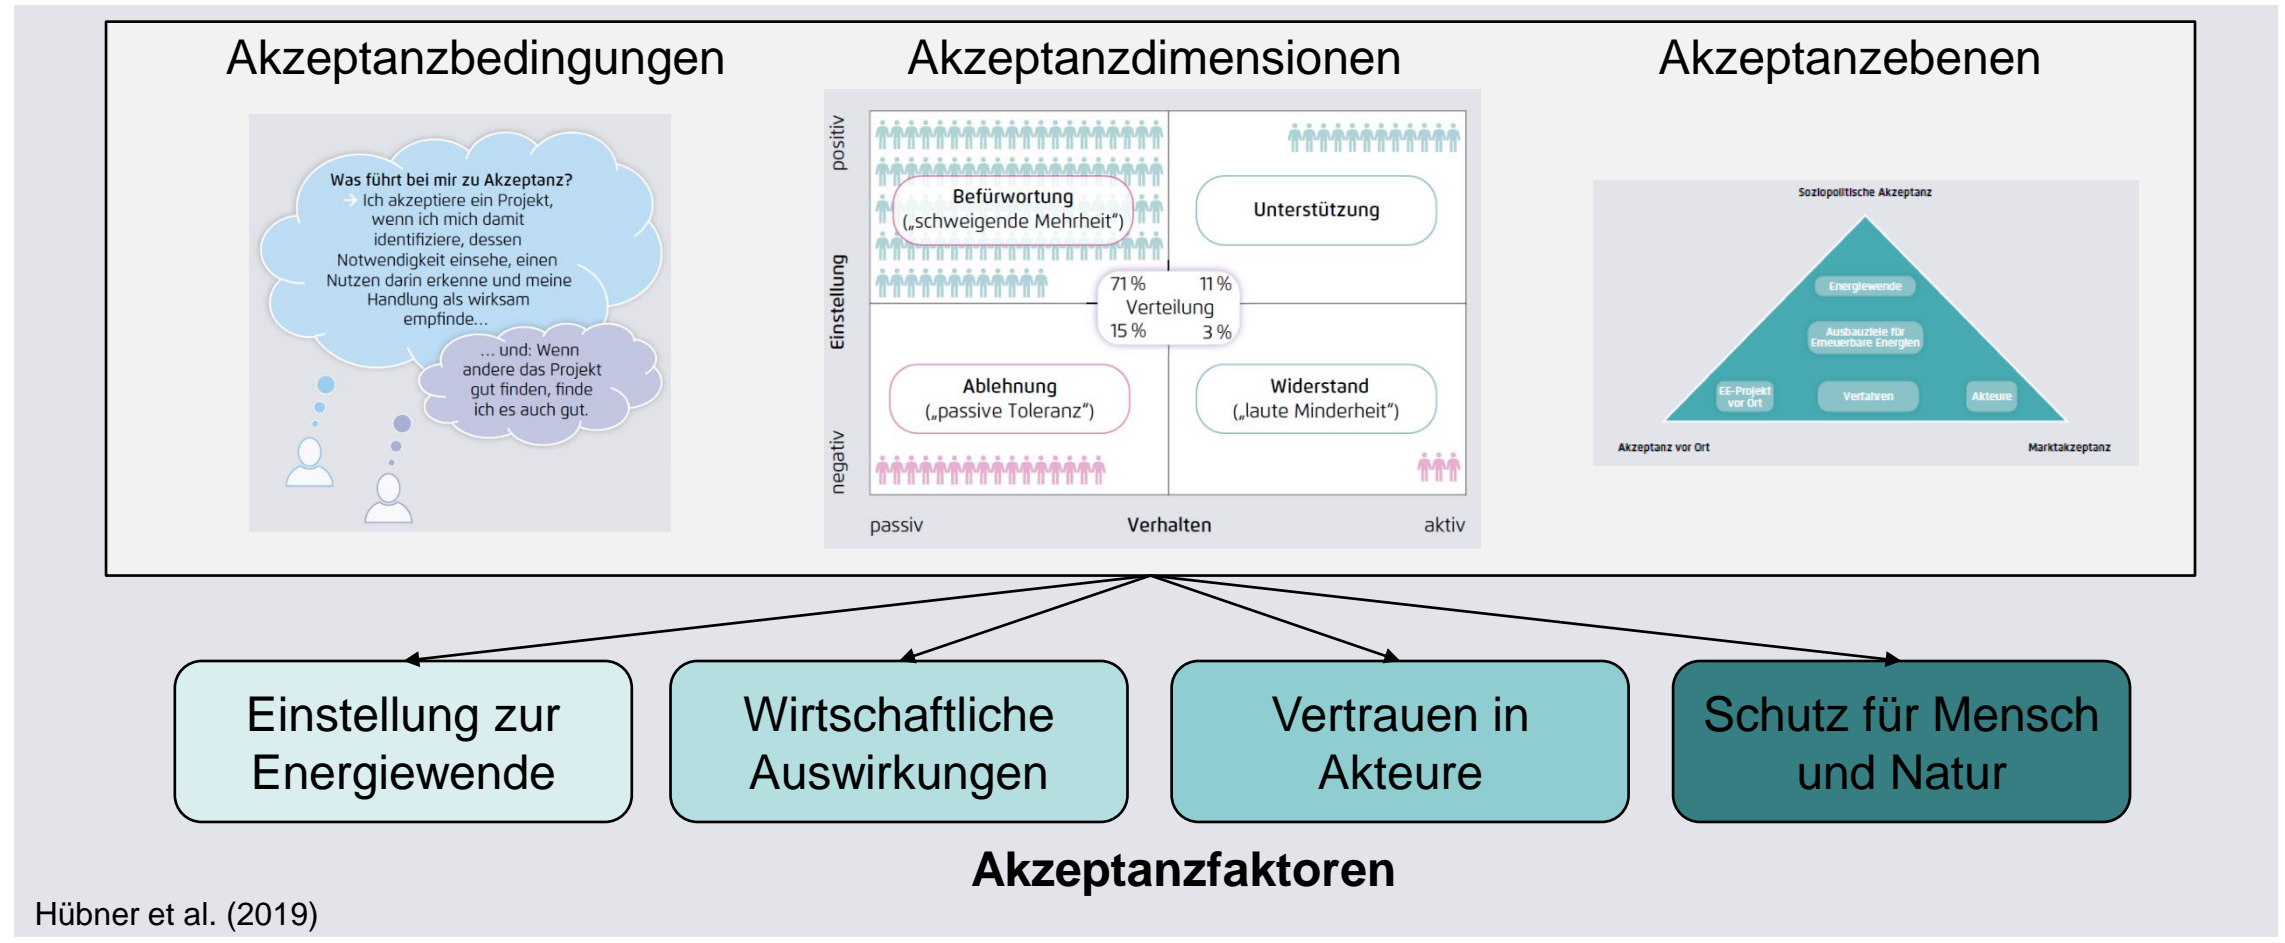 Akzeptanzbedingungen
Akzeptanzdimensionen
Akzeptanzebenen
Was führt bei mir zu Akzeptanz?
→ Ich akzeptiere ein Projekt,
wenn ich mich damit
identifiziere, dessen
Notwendigkeit einsehe, einen
Nutzen darin erkenne und meine
Handlung als wirksam
empfinde...
... und: Wenn
andere das Projekt
gut finden, finde
ich es auch gut.
positiv
Einstellung
negativ
Befürwortung
(„schweigende Mehrheit“)
Unterstützung
71 % 11 %
Verteilung
15 % 3 %
Ablehnung
(„passive Toleranz“)
Widerstand
(„laute Minderheit“)
passiv
Verhalten
aktiv
Soziopolitische Akzeptanz
Energiewende
Ausbauziele für
Erneuerbare Energien
EE-Projekt
vor Ort
Verfahren
Akteure
Akzeptanz vor Ort
Marktakzeptanz
Einstellung zur
Energiewende
Wirtschaftliche
Auswirkungen
Vertrauen in
Akteure
Schutz für Mensch
und Natur
Akzeptanzfaktoren
Hübner et al. (2019)